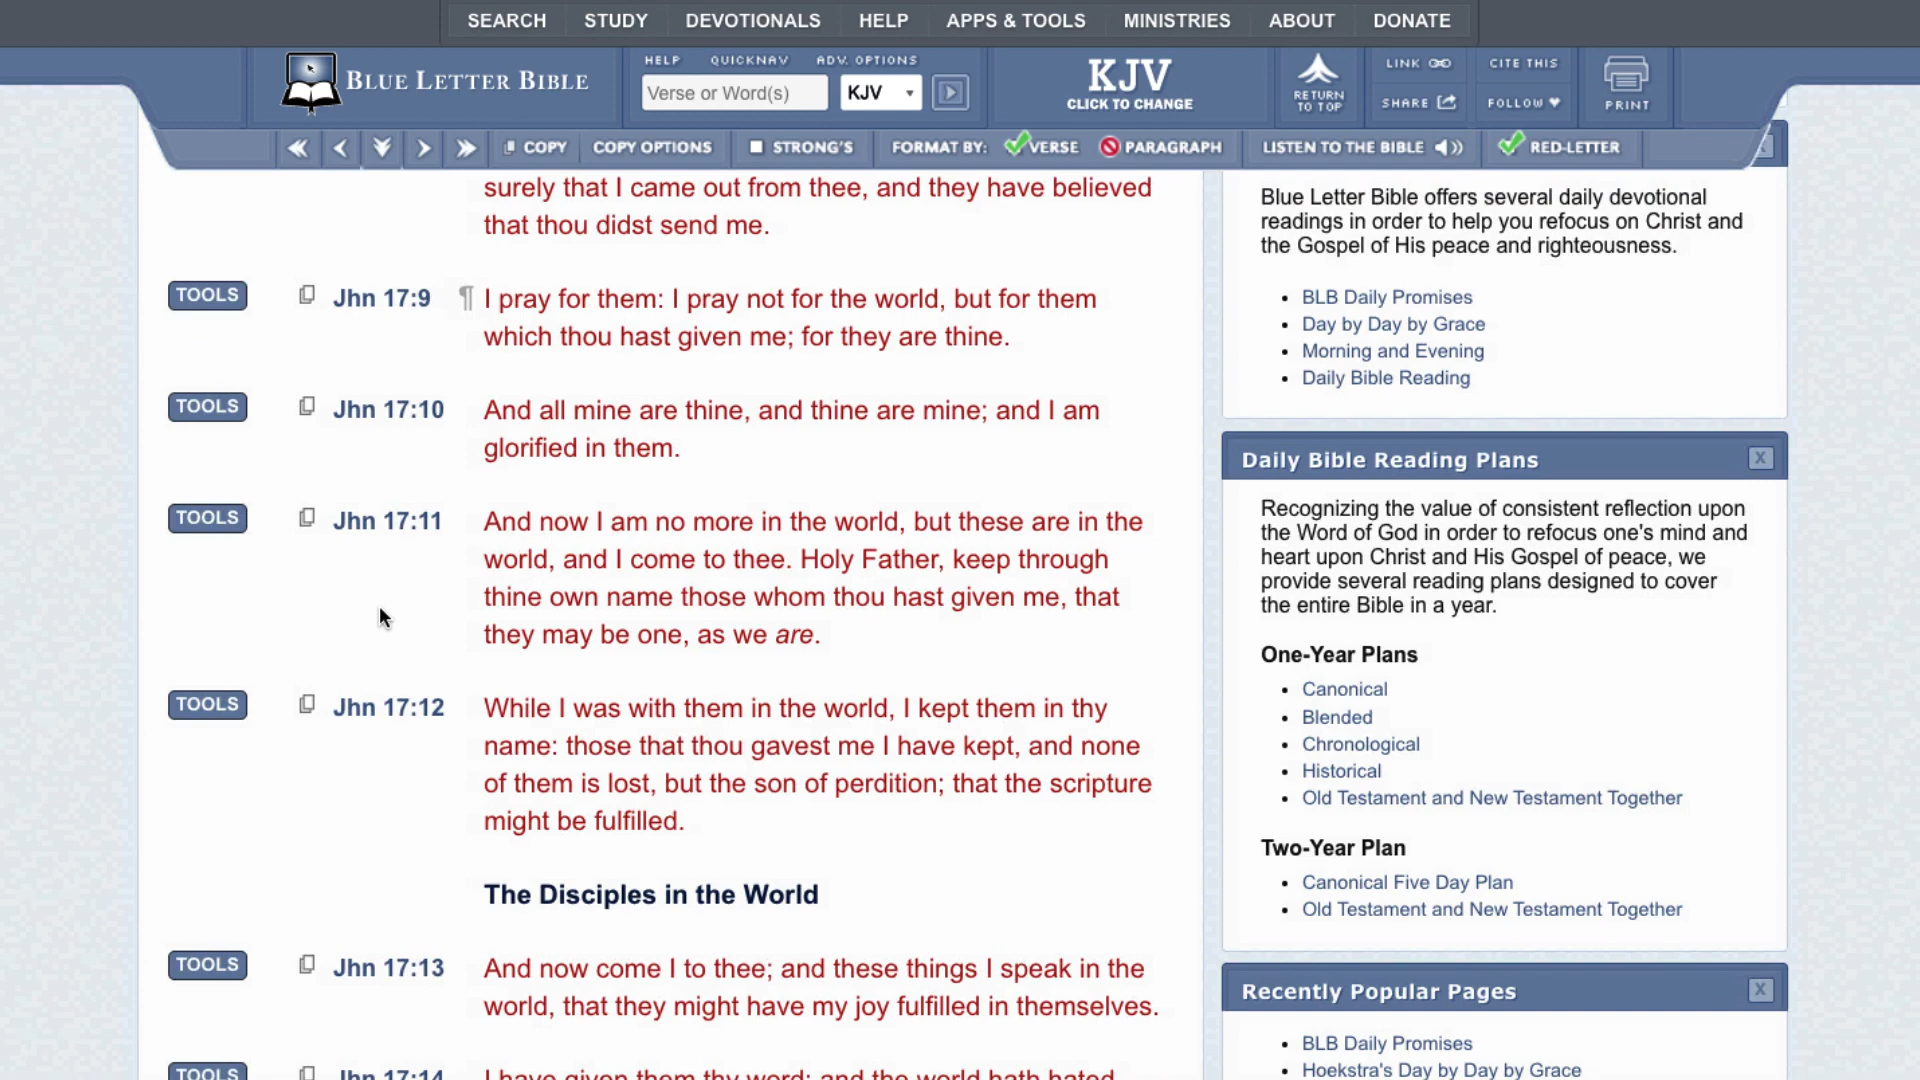 SEARCH STUDY DEVOTIONALS HELP APPS & TOOLS MINISTRIES ABOUT DONATE
BLUE LETTER BIBLE
HELP QUICKNAV ADV. OPTIONS
Verse or Word(s) KJV
KJV
CLICK TO CHANGE
RETURN
TO TOP
LINK
SHARE
CITE THIS
FOLLOW
PRINT
COPY COPY OPTIONS STRONG'S FORMAT BY: VERSE PARAGRAPH LISTEN TO THE BIBLE RED-LETTER
surely that I came out from thee, and they have believed
that thou didst send me.
TOOLS Jhn 17:9 ¶ I pray for them: I pray not for the world, but for them
which thou hast given me; for they are thine.
TOOLS Jhn 17:10 And all mine are thine, and thine are mine; and I am
glorified in them.
TOOLS Jhn 17:11 And now I am no more in the world, but these are in the
world, and I come to thee. Holy Father, keep through
thine own name those whom thou hast given me, that
they may be one, as we are.
TOOLS Jhn 17:12 While I was with them in the world, I kept them in thy
name: those that thou gavest me I have kept, and none
of them is lost, but the son of perdition; that the scripture
might be fulfilled.
The Disciples in the World
TOOLS Jhn 17:13 And now come I to thee; and these things I speak in the
world, that they might have my joy fulfilled in themselves.
TOOLS Jhn 17:14 I have given them thy word; and the world hath hated
Blue Letter Bible offers several daily devotional
readings in order to help you refocus on Christ and
the Gospel of His peace and righteousness.
• BLB Daily Promises
• Day by Day by Grace
• Morning and Evening
• Daily Bible Reading
Daily Bible Reading Plans X
Recognizing the value of consistent reflection upon
the Word of God in order to refocus one's mind and
heart upon Christ and His Gospel of peace, we
provide several reading plans designed to cover
the entire Bible in a year.
One-Year Plans
• Canonical
• Blended
• Chronological
• Historical
• Old Testament and New Testament Together
Two-Year Plan
• Canonical Five Day Plan
• Old Testament and New Testament Together
Recently Popular Pages X
• BLB Daily Promises
• Hoekstra's Day by Day by Grace